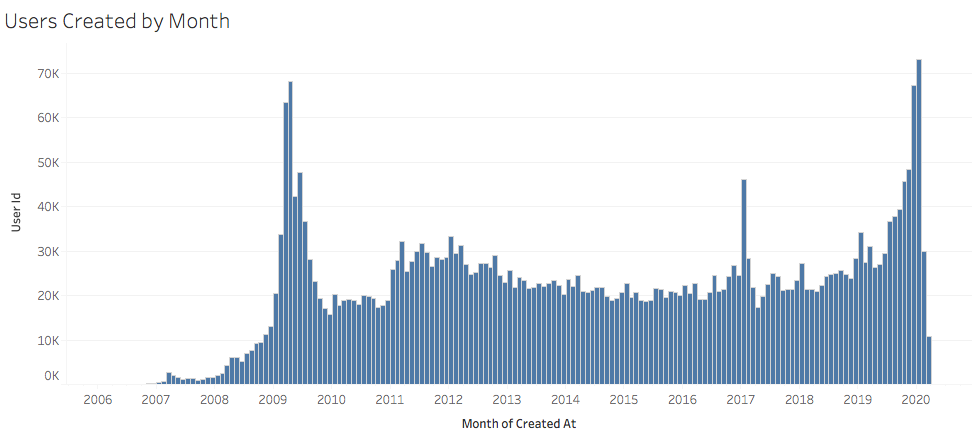 Users Created by Month
70K
60K
50K
40K
30K
20K
10K
0K
User Id
2006 2007 2008 2009 2010 2011 2012 2013 2014 2015 2016 2017 2018 2019 2020
Month of Created At